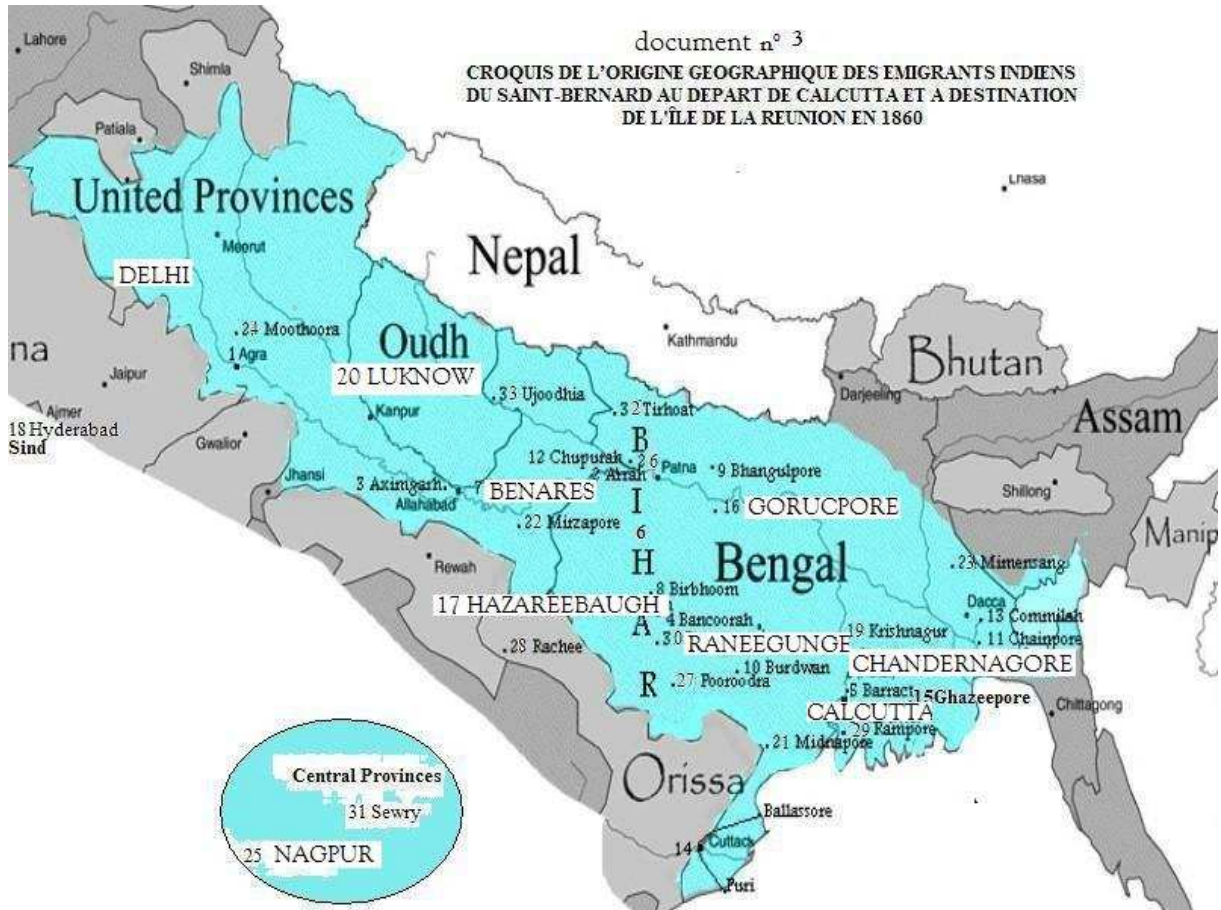 document n° 3
CROQUIS DE L'ORIGINE GEOGRAPHIQUE DES EMIGRANTS INDIENS
DU SAINT-BERNARD AU DEPART DE CALCUTTA ET A DESTINATION
DE L'ÎLE DE LA REUNION EN 1860
Lahore
Shimla
Patiala
United Provinces
Lhasa
Meerut
Nepal
DELHI
24 Moothoora
Oudh
Kathmandu
Bhutan
na
1 Agra
20 LUKNOW
Jaipur
Darjeeling
33 Ujoodhia
Assam
Ajmer
Kanpur
32 Tirhoat
18 Hyderabad
Sind
Gwalior
B
12 Chupurah
26
2 Arrah
Patna
9 Bhangulpore
Jhansi
3 Aximgarh
7
BENARES
Shillong
Allahabad
I
16 GORUCPORE
22 Mirzapore
6
Manip
Rewah
H
Bengal
23 Mimensang
8 Birbhoom
17 HAZAREEBAUGH
Dacca
A
4 Bancoorah
13 Commilah
19 Krishnagur
11 Chainpore
30
RANEEGUNGE
28 Rachee
CHANDERNAGORE
10 Burdwan
R
27 Pooroodra
5 Barract
15 Ghazeepore
CALCUTTA
Chittagong
29 Rampore
21 Midnapore
Orissa
Central Provinces
31 Sewry
Ballassore
25 NAGPUR
14
Cuttack
Puri